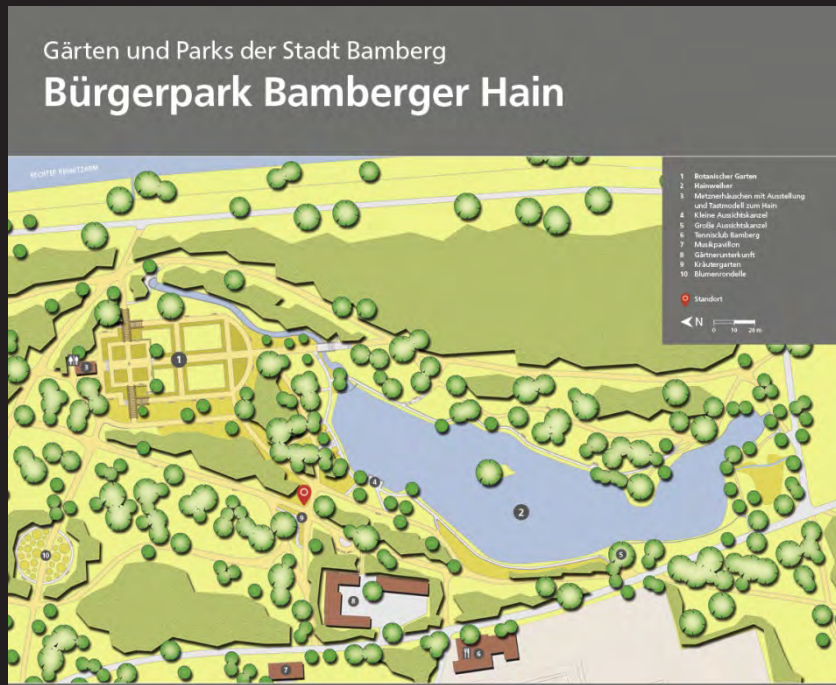 Gärten und Parks der Stadt Bamberg
Bürgerpark Bamberger Hain
RECHTER REGNITZARM
1 Botanischer Garten
2 Hainweiher
3 Metznerhäuschen mit Ausstellung
und Tastmodell zum Hain
4 Kleine Aussichtskanzel
5 Große Aussichtskanzel
6 Tennisclub Bamberg
7 Musikpavillon
8 Gärtnerunterkunft
9 Kräutergarten
10 Blumenrondelle
Standort
N
0 10 20 m
1
3
4
2
9
10
5
8
6
7